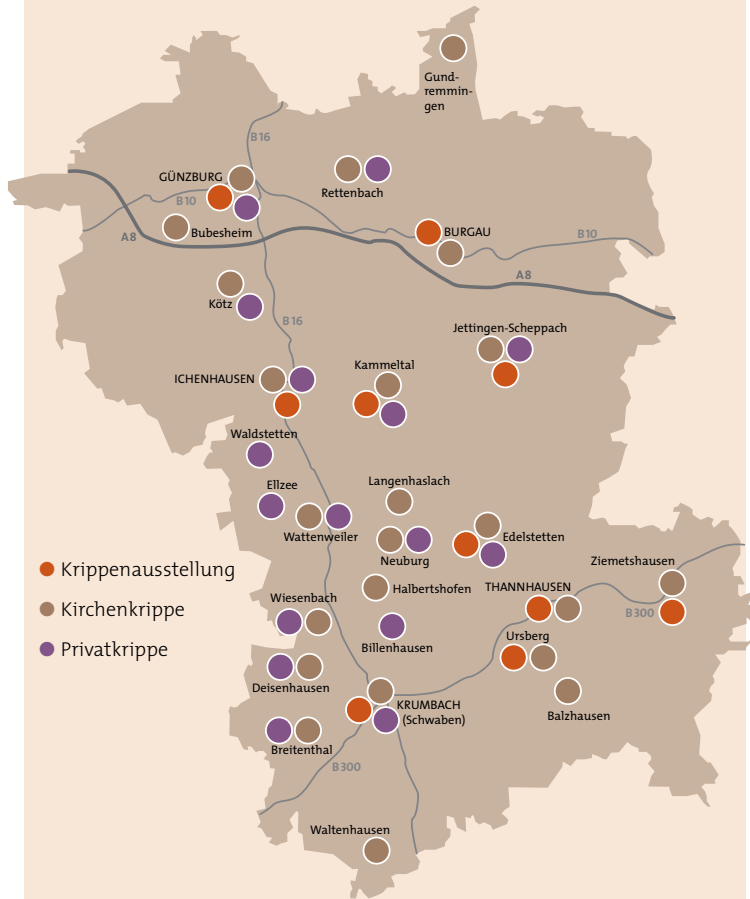 Gund-
remmin-
gen
B16
GÜNZBURG
Rettenbach
B10
Bubesheim
A8
BURGAU
B10
A8
Kötz
B16
Jettingen-Scheppach
ICHENHAUSEN
Kammeltal
Waldstetten
Ellzee
Langenhaslach
Wattenweiler
Neuburg
Edelstetten
Ziemetshausen
Krippenausstellung
Kirchenkrippe
Privatkrippe
Halbertshofen
THANNHAUSEN
Wiesenbach
B300
Billenhausen
Ursberg
Deisenhausen
KRUMBACH
(Schwaben)
Balzhausen
Breitenthal
B300
Waltenhausen